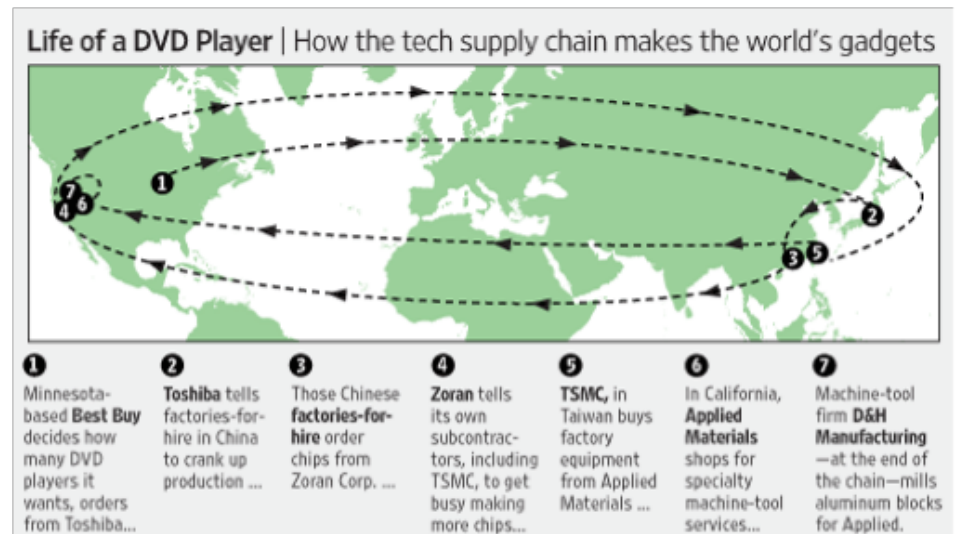 Life of a DVD Player | How the tech supply chain makes the world's gadgets
1
2
3
4
5
6
7
1
Minnesota-
based Best Buy
decides how
many DVD
players it
wants, orders
from Toshiba...
2
Toshiba tells
factories-for-
hire in China
to crank up
production ...
3
Those Chinese
factories-for-
hire order
chips from
Zoran Corp. ...
4
Zoran tells
its own
subcontrac-
tors, including
TSMC, to get
busy making
more chips...
5
TSMC, in
Taiwan buys
factory
equipment
from Applied
Materials ...
6
In California,
Applied
Materials
shops for
specialty
machine-tool
services...
7
Machine-tool
firm D&H
Manufacturing
—at the end of
the chain—mills
aluminum blocks
for Applied.